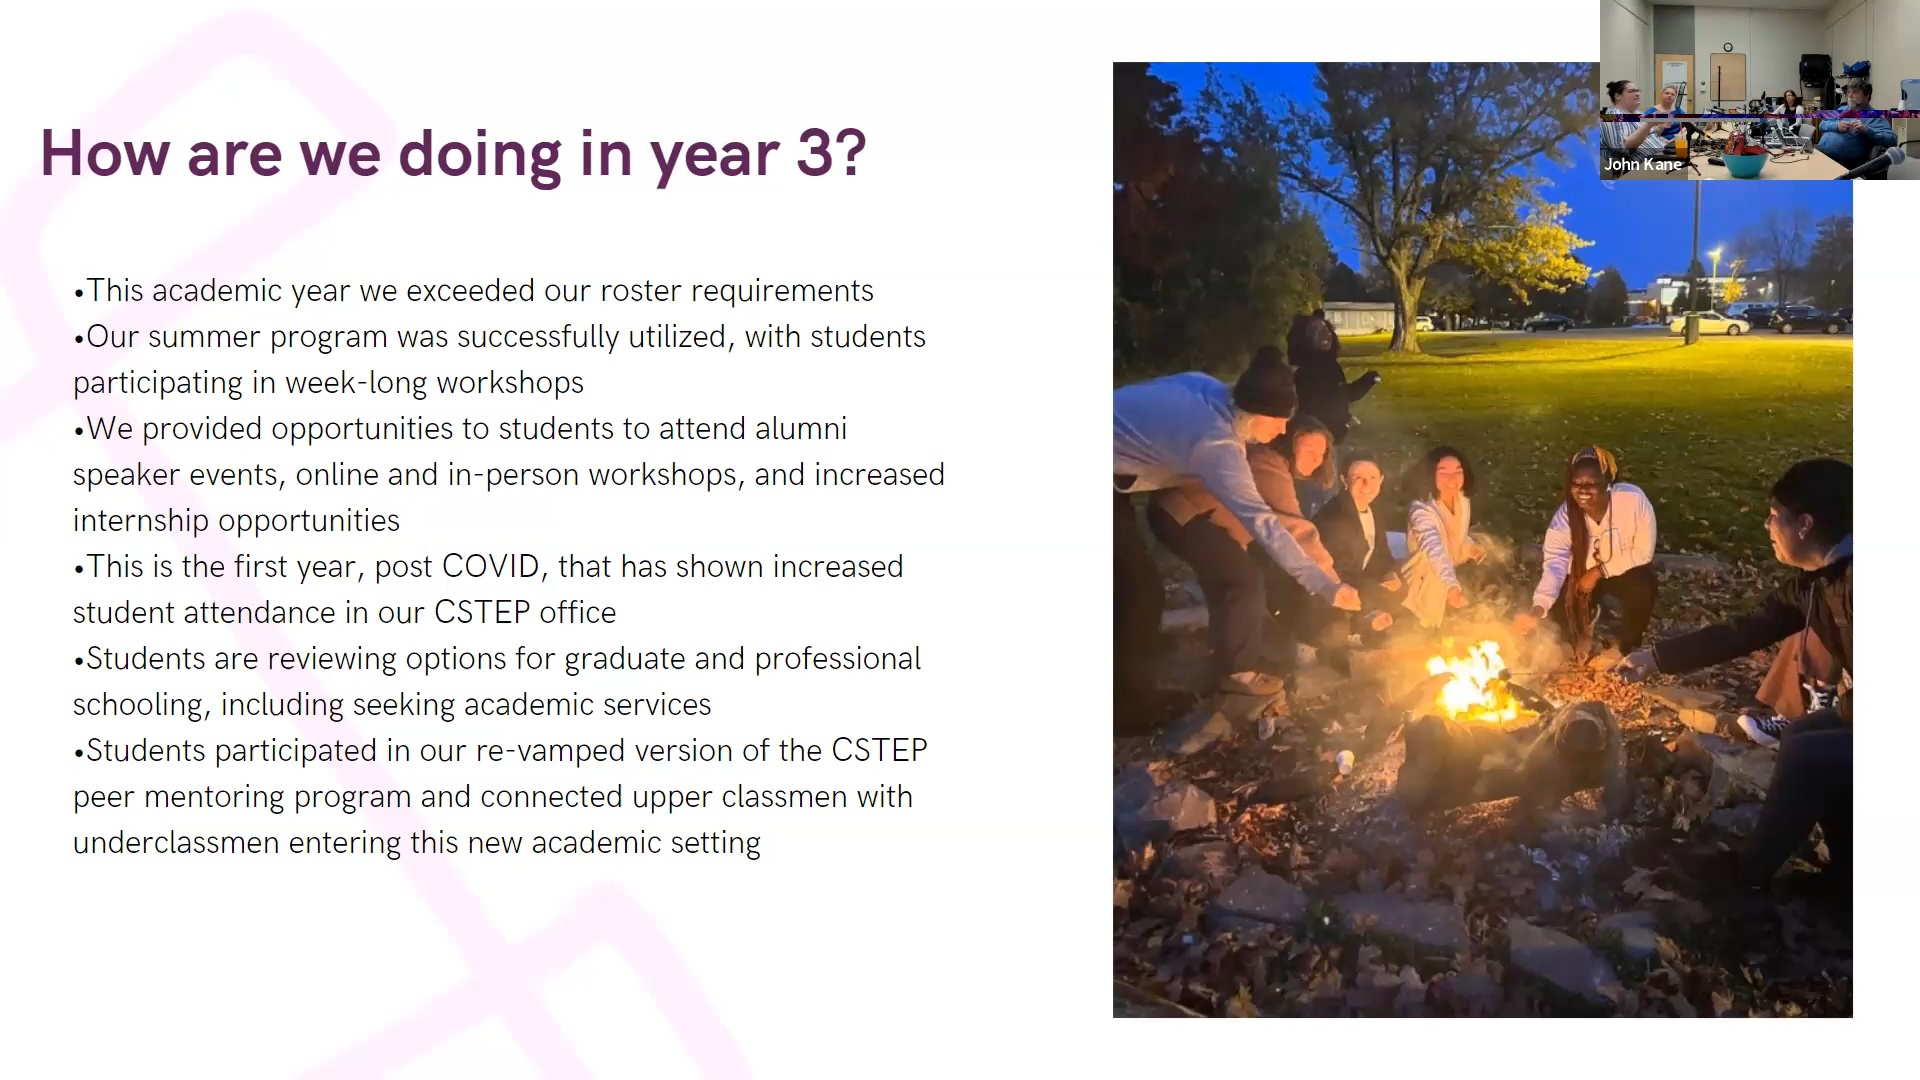 How are we doing in year 3?
•This academic year we exceeded our roster requirements
•Our summer program was successfully utilized, with students
participating in week-long workshops
•We provided opportunities to students to attend alumni
speaker events, online and in-person workshops, and increased
internship opportunities
•This is the first year, post COVID, that has shown increased
student attendance in our CSTEP office
•Students are reviewing options for graduate and professional
schooling, including seeking academic services
•Students participated in our re-vamped version of the CSTEP
peer mentoring program and connected upper classmen with
underclassmen entering this new academic setting
John Kane